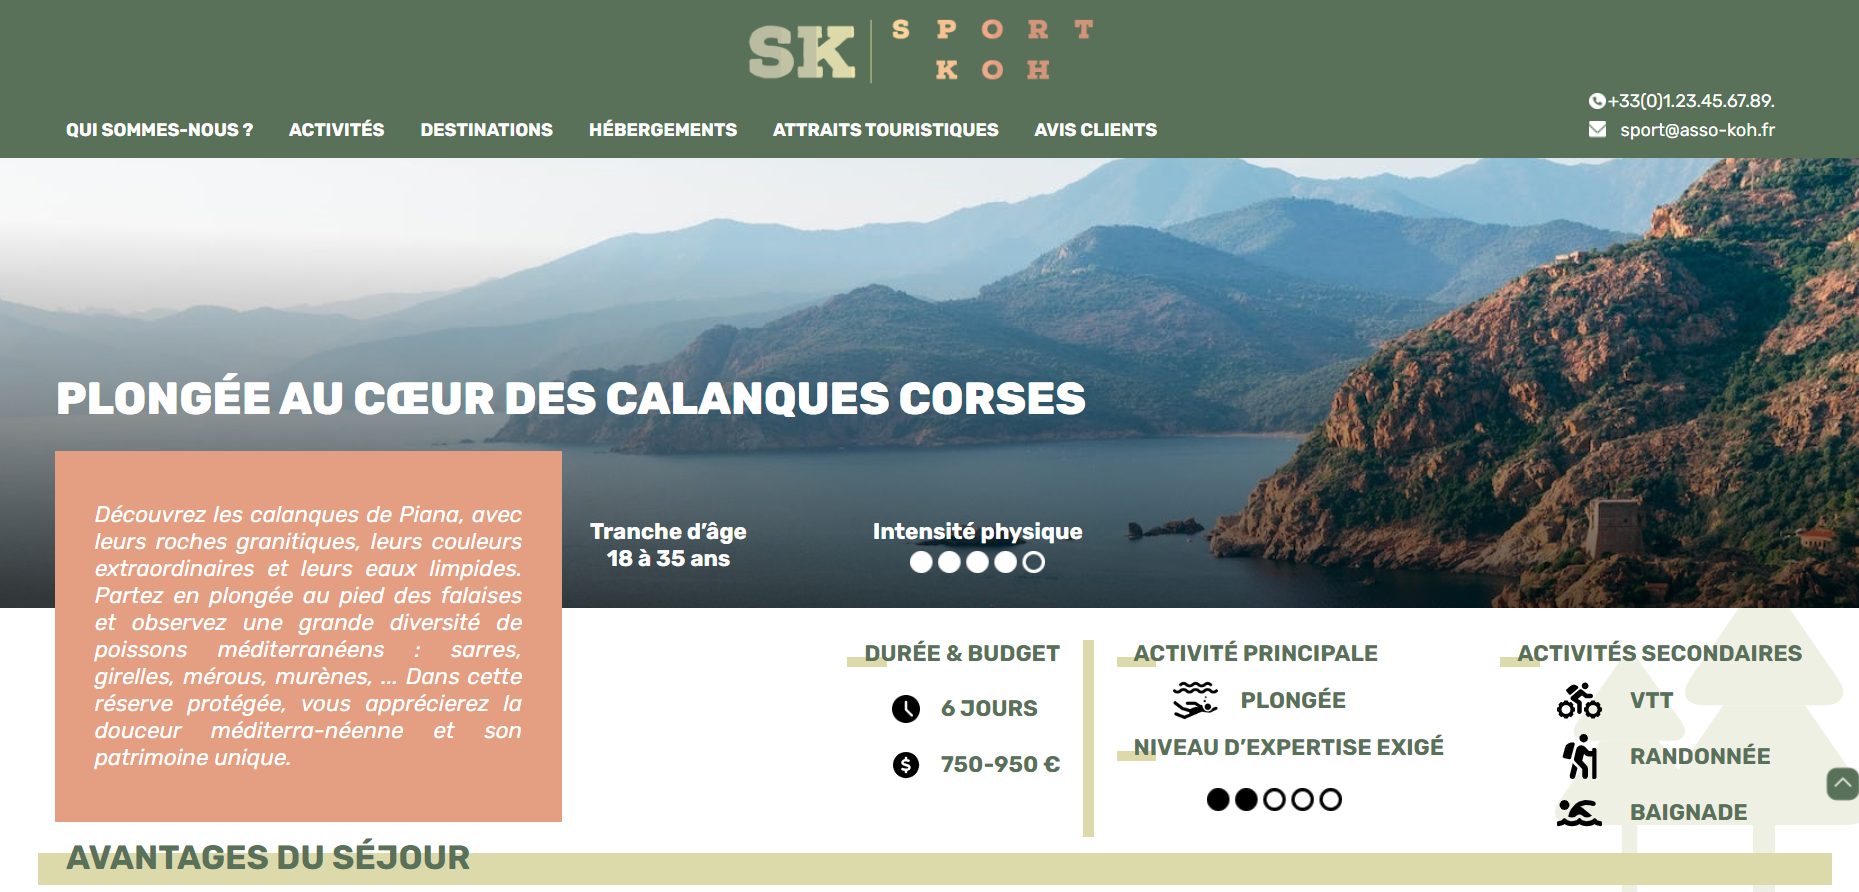 SK
SPORT
KOH
+33(0)1.23.45.67.89.
QUI SOMMES-NOUS ? ACTIVITÉS DESTINATIONS HÉBERGEMENTS ATTRAITS TOURISTIQUES AVIS CLIENTS
sport@asso-koh.fr
PLONGÉE AU CŒUR DES CALANQUES CORSES
Découvrez les calanques de Piana, avec
leurs roches granitiques, leurs couleurs
extraordinaires et leurs eaux limpides.
Partez en plongée au pied des falaises
et observez une grande diversité de
poissons méditerranéens : sarres,
girelles, mérous, murènes, ... Dans cette
réserve protégée, vous apprécierez la
douceur méditerra-néenne et son
patrimoine unique.
Tranche d’âge
18 à 35 ans
Intensité physique
DURÉE & BUDGET
6 JOURS
750-950 €
ACTIVITÉ PRINCIPALE
PLONGÉE
NIVEAU D’EXPERTISE EXIGÉ
ACTIVITÉS SECONDAIRES
VTT
RANDONNÉE
BAIGNADE
AVANTAGES DU SÉJOUR